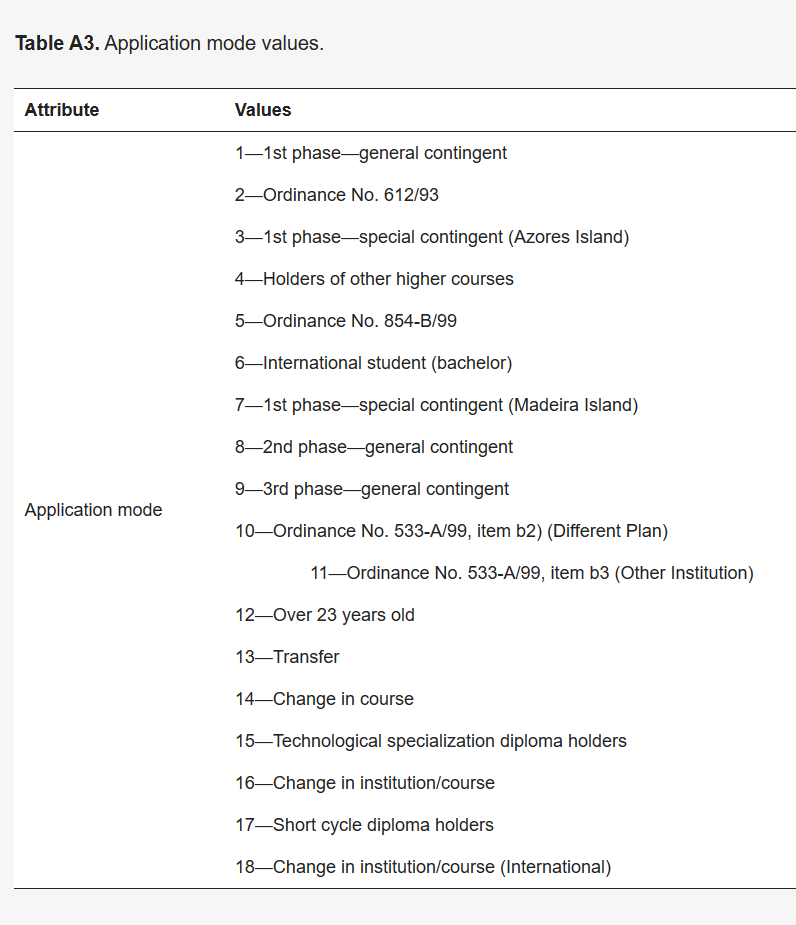 Table A3. Application mode values.
Attribute Values
1—1st phase—general contingent
2—Ordinance No. 612/93
3—1st phase—special contingent (Azores Island)
4—Holders of other higher courses
5—Ordinance No. 854-B/99
6—International student (bachelor)
7—1st phase—special contingent (Madeira Island)
8—2nd phase—general contingent
9—3rd phase—general contingent
Application mode
10—Ordinance No. 533-A/99, item b2) (Different Plan)
11—Ordinance No. 533-A/99, item b3 (Other Institution)
12—Over 23 years old
13—Transfer
14—Change in course
15—Technological specialization diploma holders
16—Change in institution/course
17—Short cycle diploma holders
18—Change in institution/course (International)